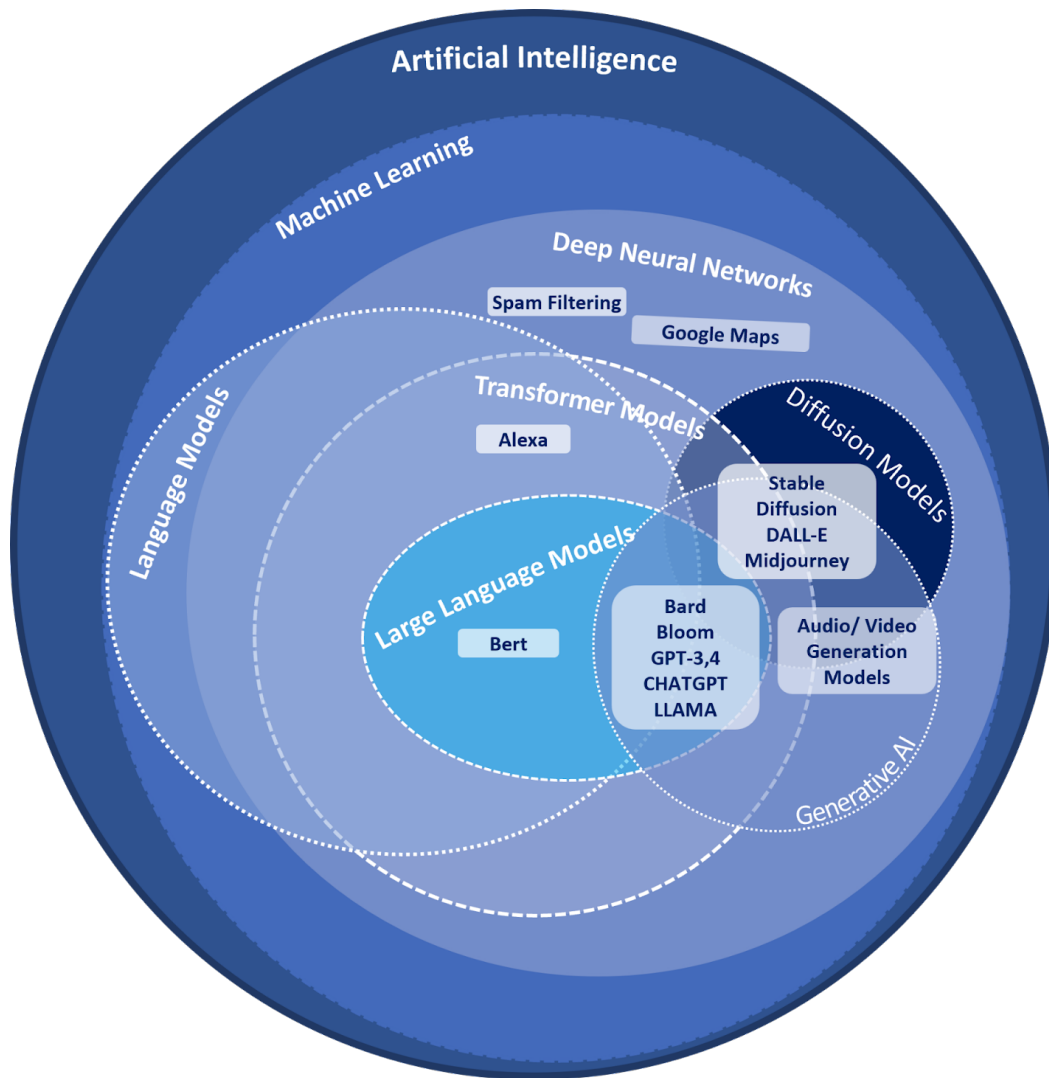 Artificial Intelligence
Machine Learning
Deep Neural Networks
Spam Filtering
Google Maps
Language Models
Transformer Models
Diffusion Models
Alexa
Stable
Diffusion
DALL-E
Midjourney
Large Language Models
Bert
Bard
Bloom
GPT-3,4
CHATGPT
LLAMA
Audio/ Video
Generation
Models
Generative AI